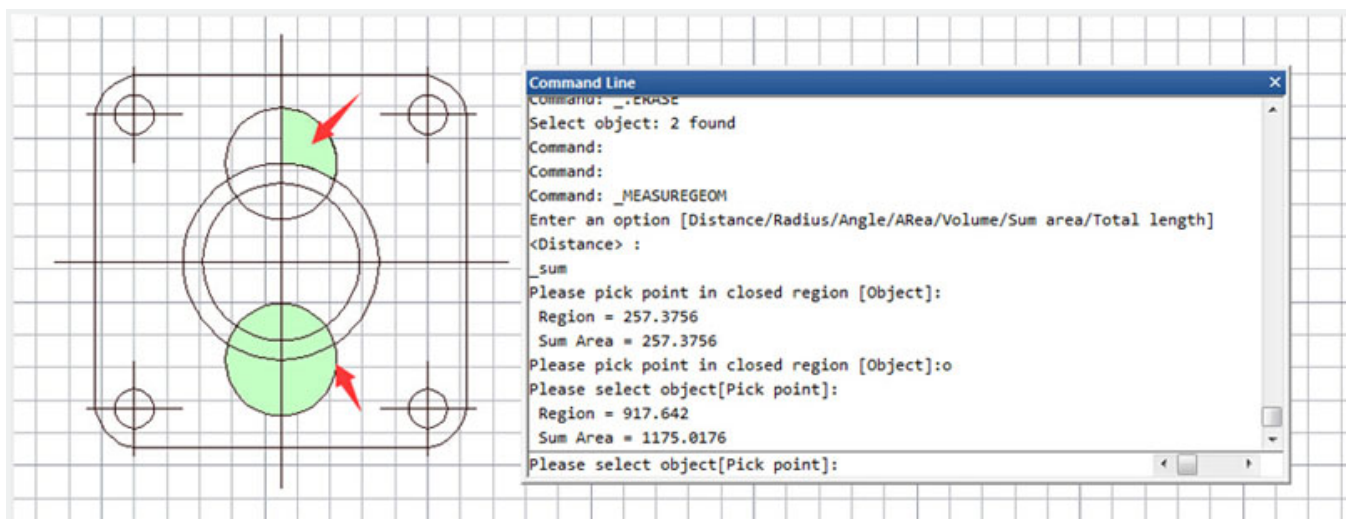 Command Line
Command: _.ERASE
Select object: 2 found
Command:
Command:
Command: _MEASUREGEOM
Enter an option [Distance/Radius/Angle/ARea/Volume/Sum area/Total length]
<Distance> :
_sum
Please pick point in closed region [Object]:
Region = 257.3756
Sum Area = 257.3756
Please pick point in closed region [Object]:o
Please select object[Pick point]:
Region = 917.642
Sum Area = 1175.0176
Please select object[Pick point]: